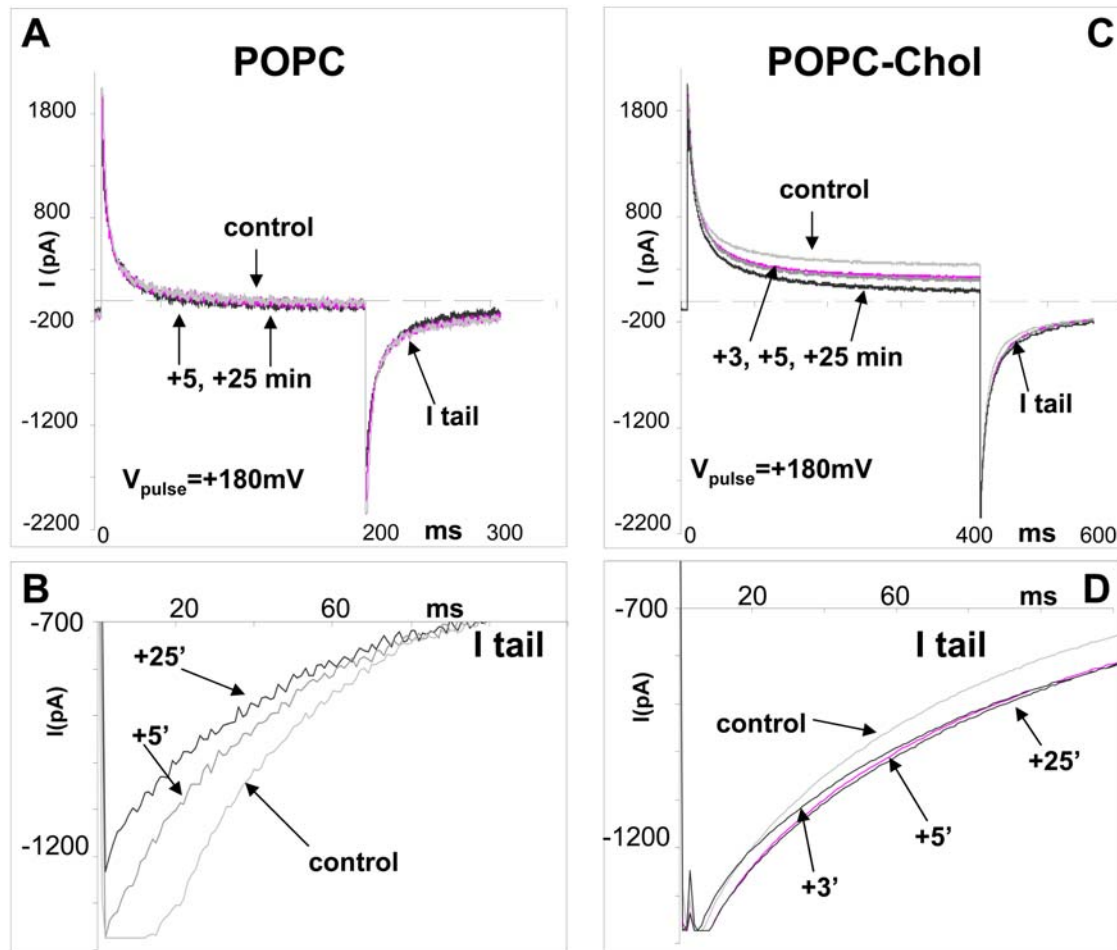 A
POPC
1800
800
-200
-1200
-2200
I (pA)
control
+5, +25 min
I tail
Vpulse=+180mV
0
200
ms
300
C
POPC-Chol
1800
800
-200
-1200
-2200
I (pA)
control
+3, +5, +25 min
I tail
Vpulse=+180mV
0
400
ms
600
B
20
60
ms
-700
-1200
I(pA)
I tail
+25’
+5’
control
D
20
60
ms
-700
-1200
I(pA)
I tail
control
+25’
+5’
+3’